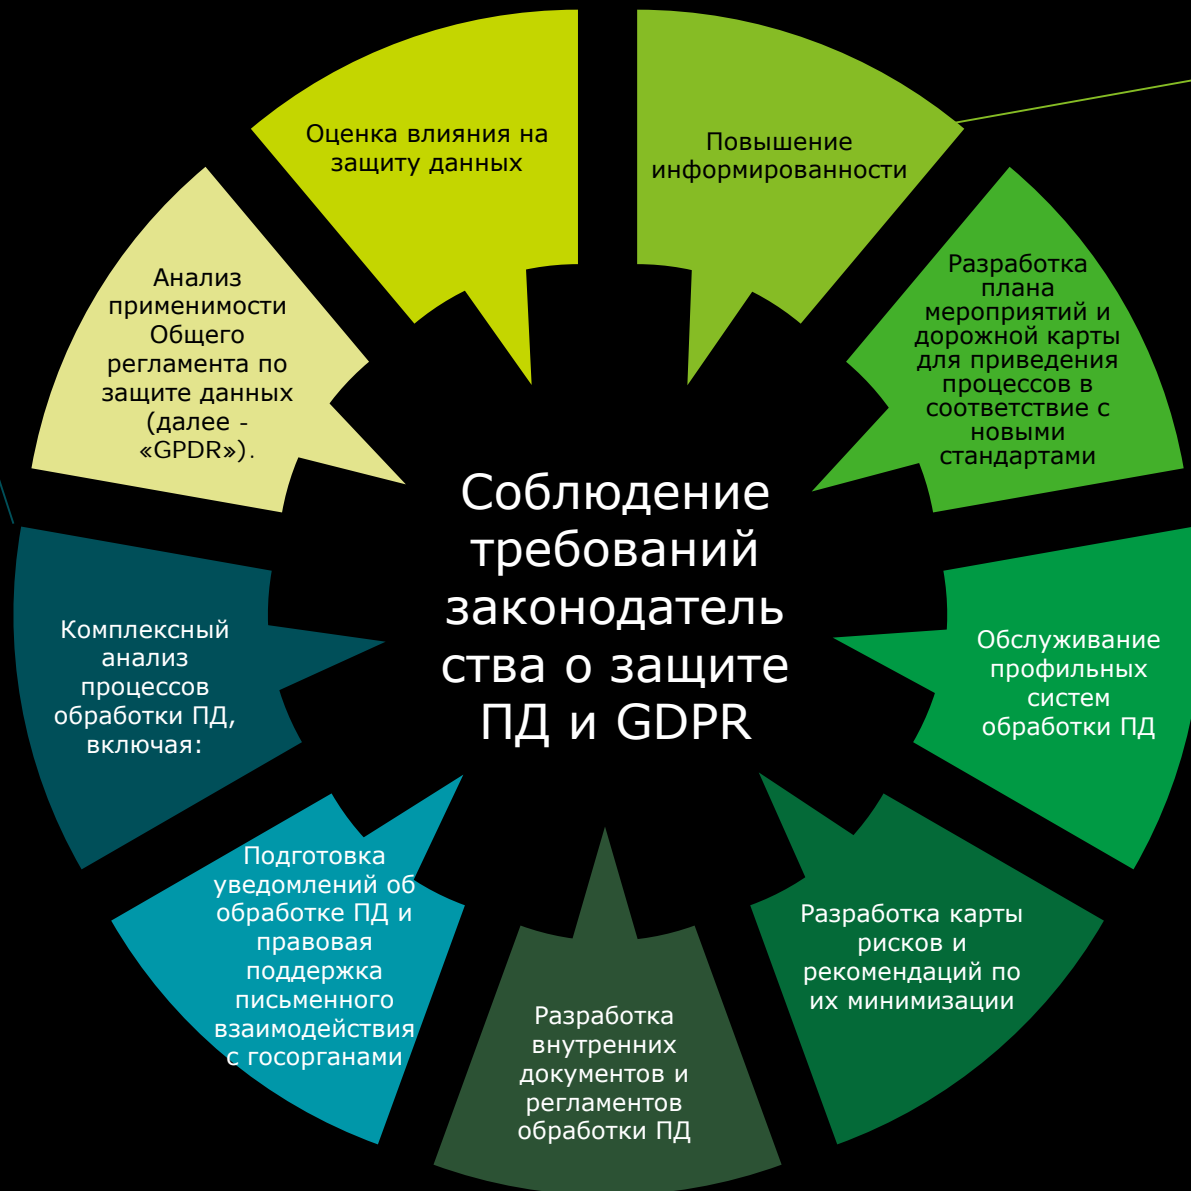 Оценка влияния на
защиту данных
Повышение
информированности
Анализ
применимости
Общего
регламента по
защите данных
(далее -
«GPDR»).
Разработка
плана
мероприятий и
дорожной карты
для приведения
процессов в
соответствие с
новыми
стандартами
Соблюдение
требований
законодатель
ства о защите
ПД и GDPR
Комплексный
анализ
процессов
обработки ПД,
включая:
Обслуживание
профильных
систем
обработки ПД
Подготовка
уведомлений об
обработке ПД и
правовая
поддержка
письменного
взаимодействия
с госорганами
Разработка карты
рисков и
рекомендаций по
их минимизации
Разработка
внутренних
документов и
регламентов
обработки ПД